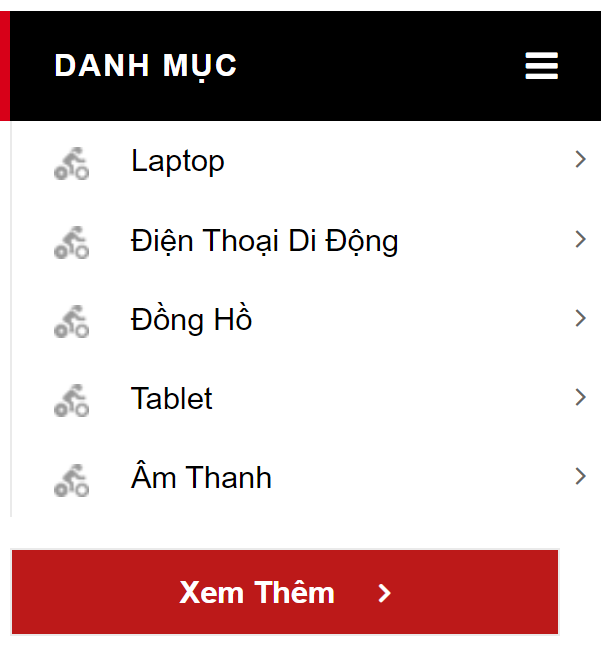 DANH MỤC
Laptop
Điện Thoại Di Động
Đồng Hồ
Tablet
Âm Thanh
Xem Thêm